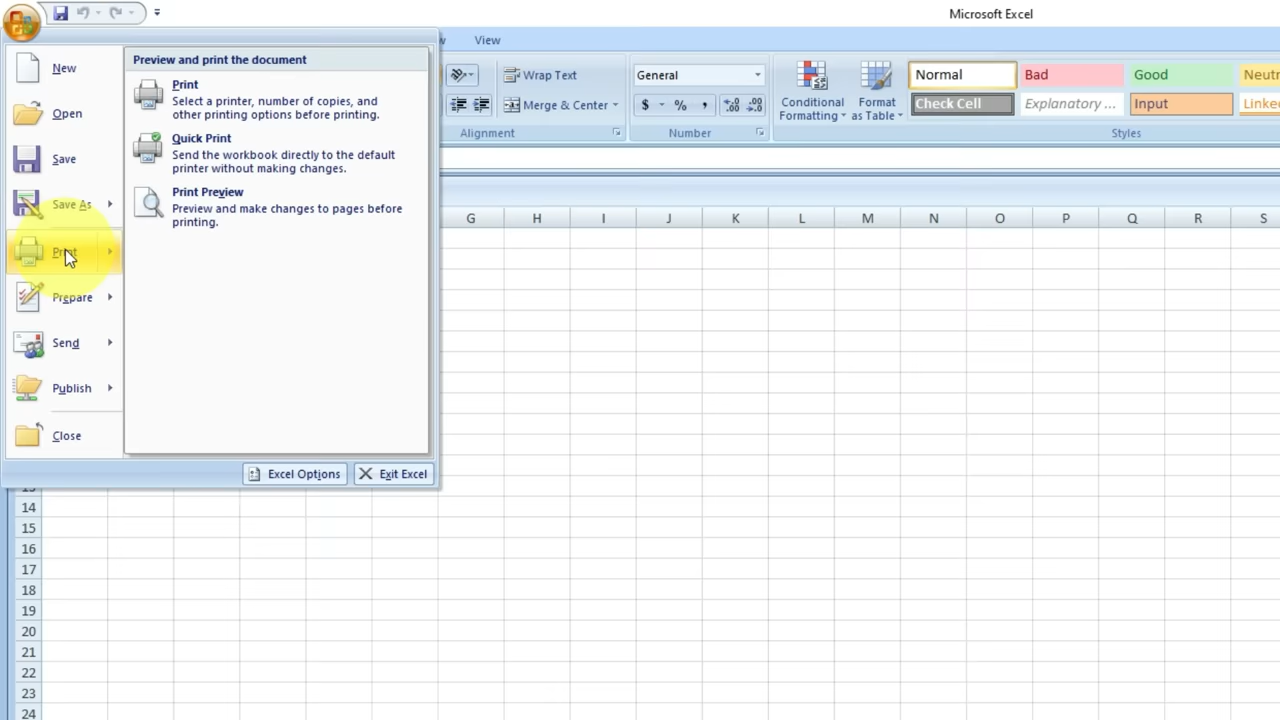 Microsoft Excel
w
View
New
Open
Save
Save As
Print
Prepare
Send
Publish
Close
Preview and print the document
Print
Select a printer, number of copies, and
other printing options before printing.
Quick Print
Send the workbook directly to the default
printer without making changes.
Print Preview
Preview and make changes to pages before
printing.
Excel Options
Exit Excel
Wrap Text
Merge & Center
Alignment
General
$ % ,
Number
Conditional
Formatting
Format
as Table
Normal
Bad
Good
Neutr
Check Cell
Explanatory ...
Input
Linke
Styles
G H I J K L M N O P Q R S
13
14
15
16
17
18
19
20
21
22
23
24